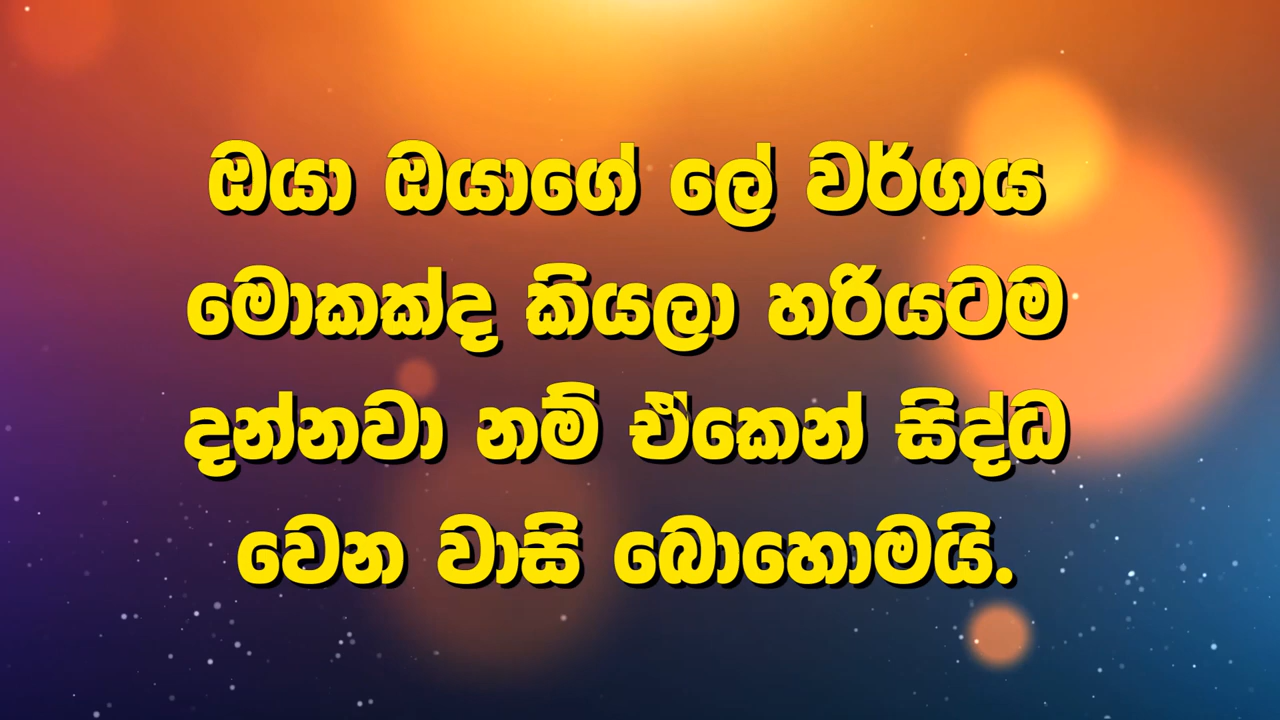 ඔයා ඔයාගේ ලේ වර්ගය
මොකක්ද කියලා හරියටම
දන්නවා නම් ඒකෙන් සිද්ධ
වෙන වාසි බොහොමයි.